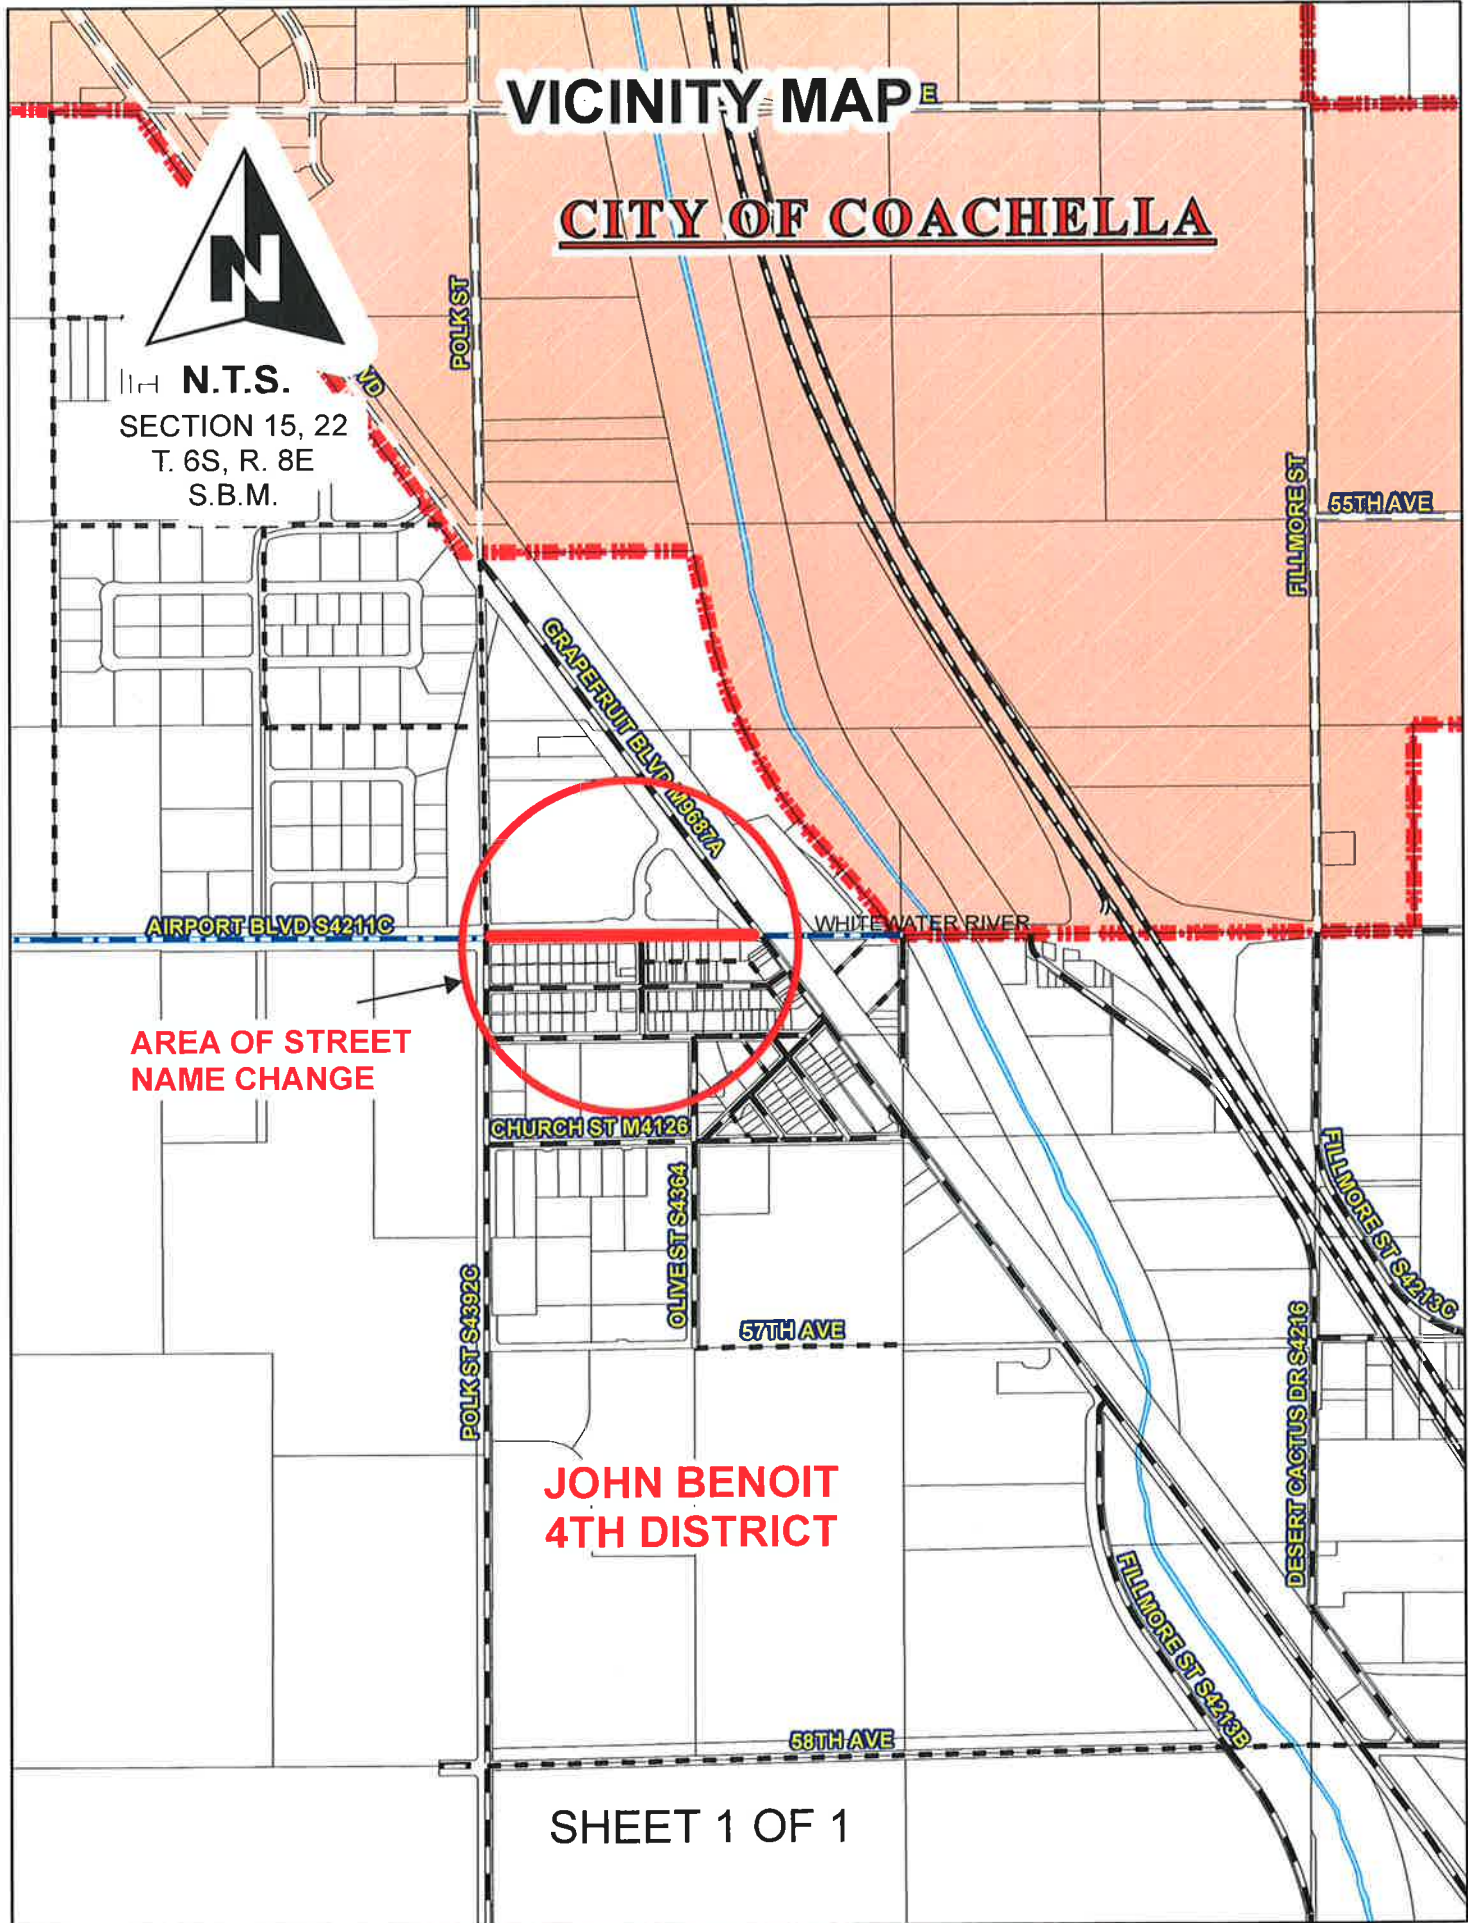 VICINITY MAP
E
CITY OF COACHELLA
N
N.T.S.
SECTION 15, 22
T. 6S, R. 8E
S.B.M.
VD
POLK ST
FILLMORE ST
55TH AVE
GRAPEFRUIT BLVD M9687A
AIRPORT BLVD S4211C
WHITEWATER RIVER
AREA OF STREET
NAME CHANGE
CHURCH ST M4126
OLIVE ST S4364
FILLMORE ST S4213C
POLK ST S4392C
57TH AVE
DESERT CACTUS DR S4216
JOHN BENOIT
4TH DISTRICT
FILLMORE ST S4213B
58TH AVE
SHEET 1 OF 1